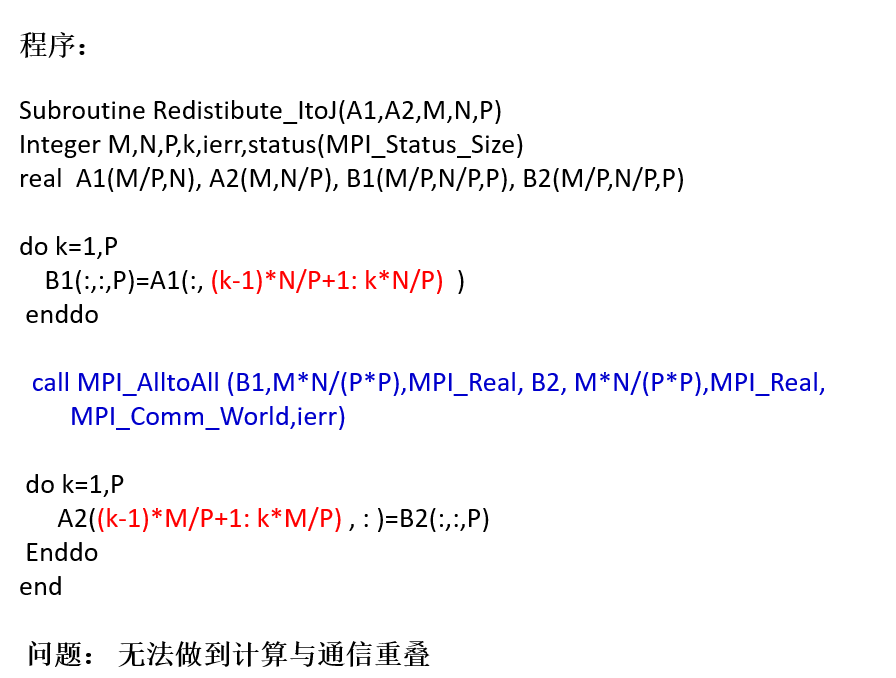 程序：
Subroutine Redistibute_ItoJ(A1,A2,M,N,P)
Integer M,N,P,k,ierr,status(MPI_Status_Size)
real  A1(M/P,N), A2(M,N/P), B1(M/P,N/P,P), B2(M/P,N/P,P)
do k=1,P
B1(:,:,P)=A1(:, (k-1)*N/P+1: k*N/P)  )
enddo
call MPI_AlltoAll (B1,M*N/(P*P),MPI_Real, B2, M*N/(P*P),MPI_Real,
MPI_Comm_World,ierr)
do k=1,P
A2((k-1)*M/P+1: k*M/P) , : )=B2(:,:,P)
Enddo
end
问题： 无法做到计算与通信重叠